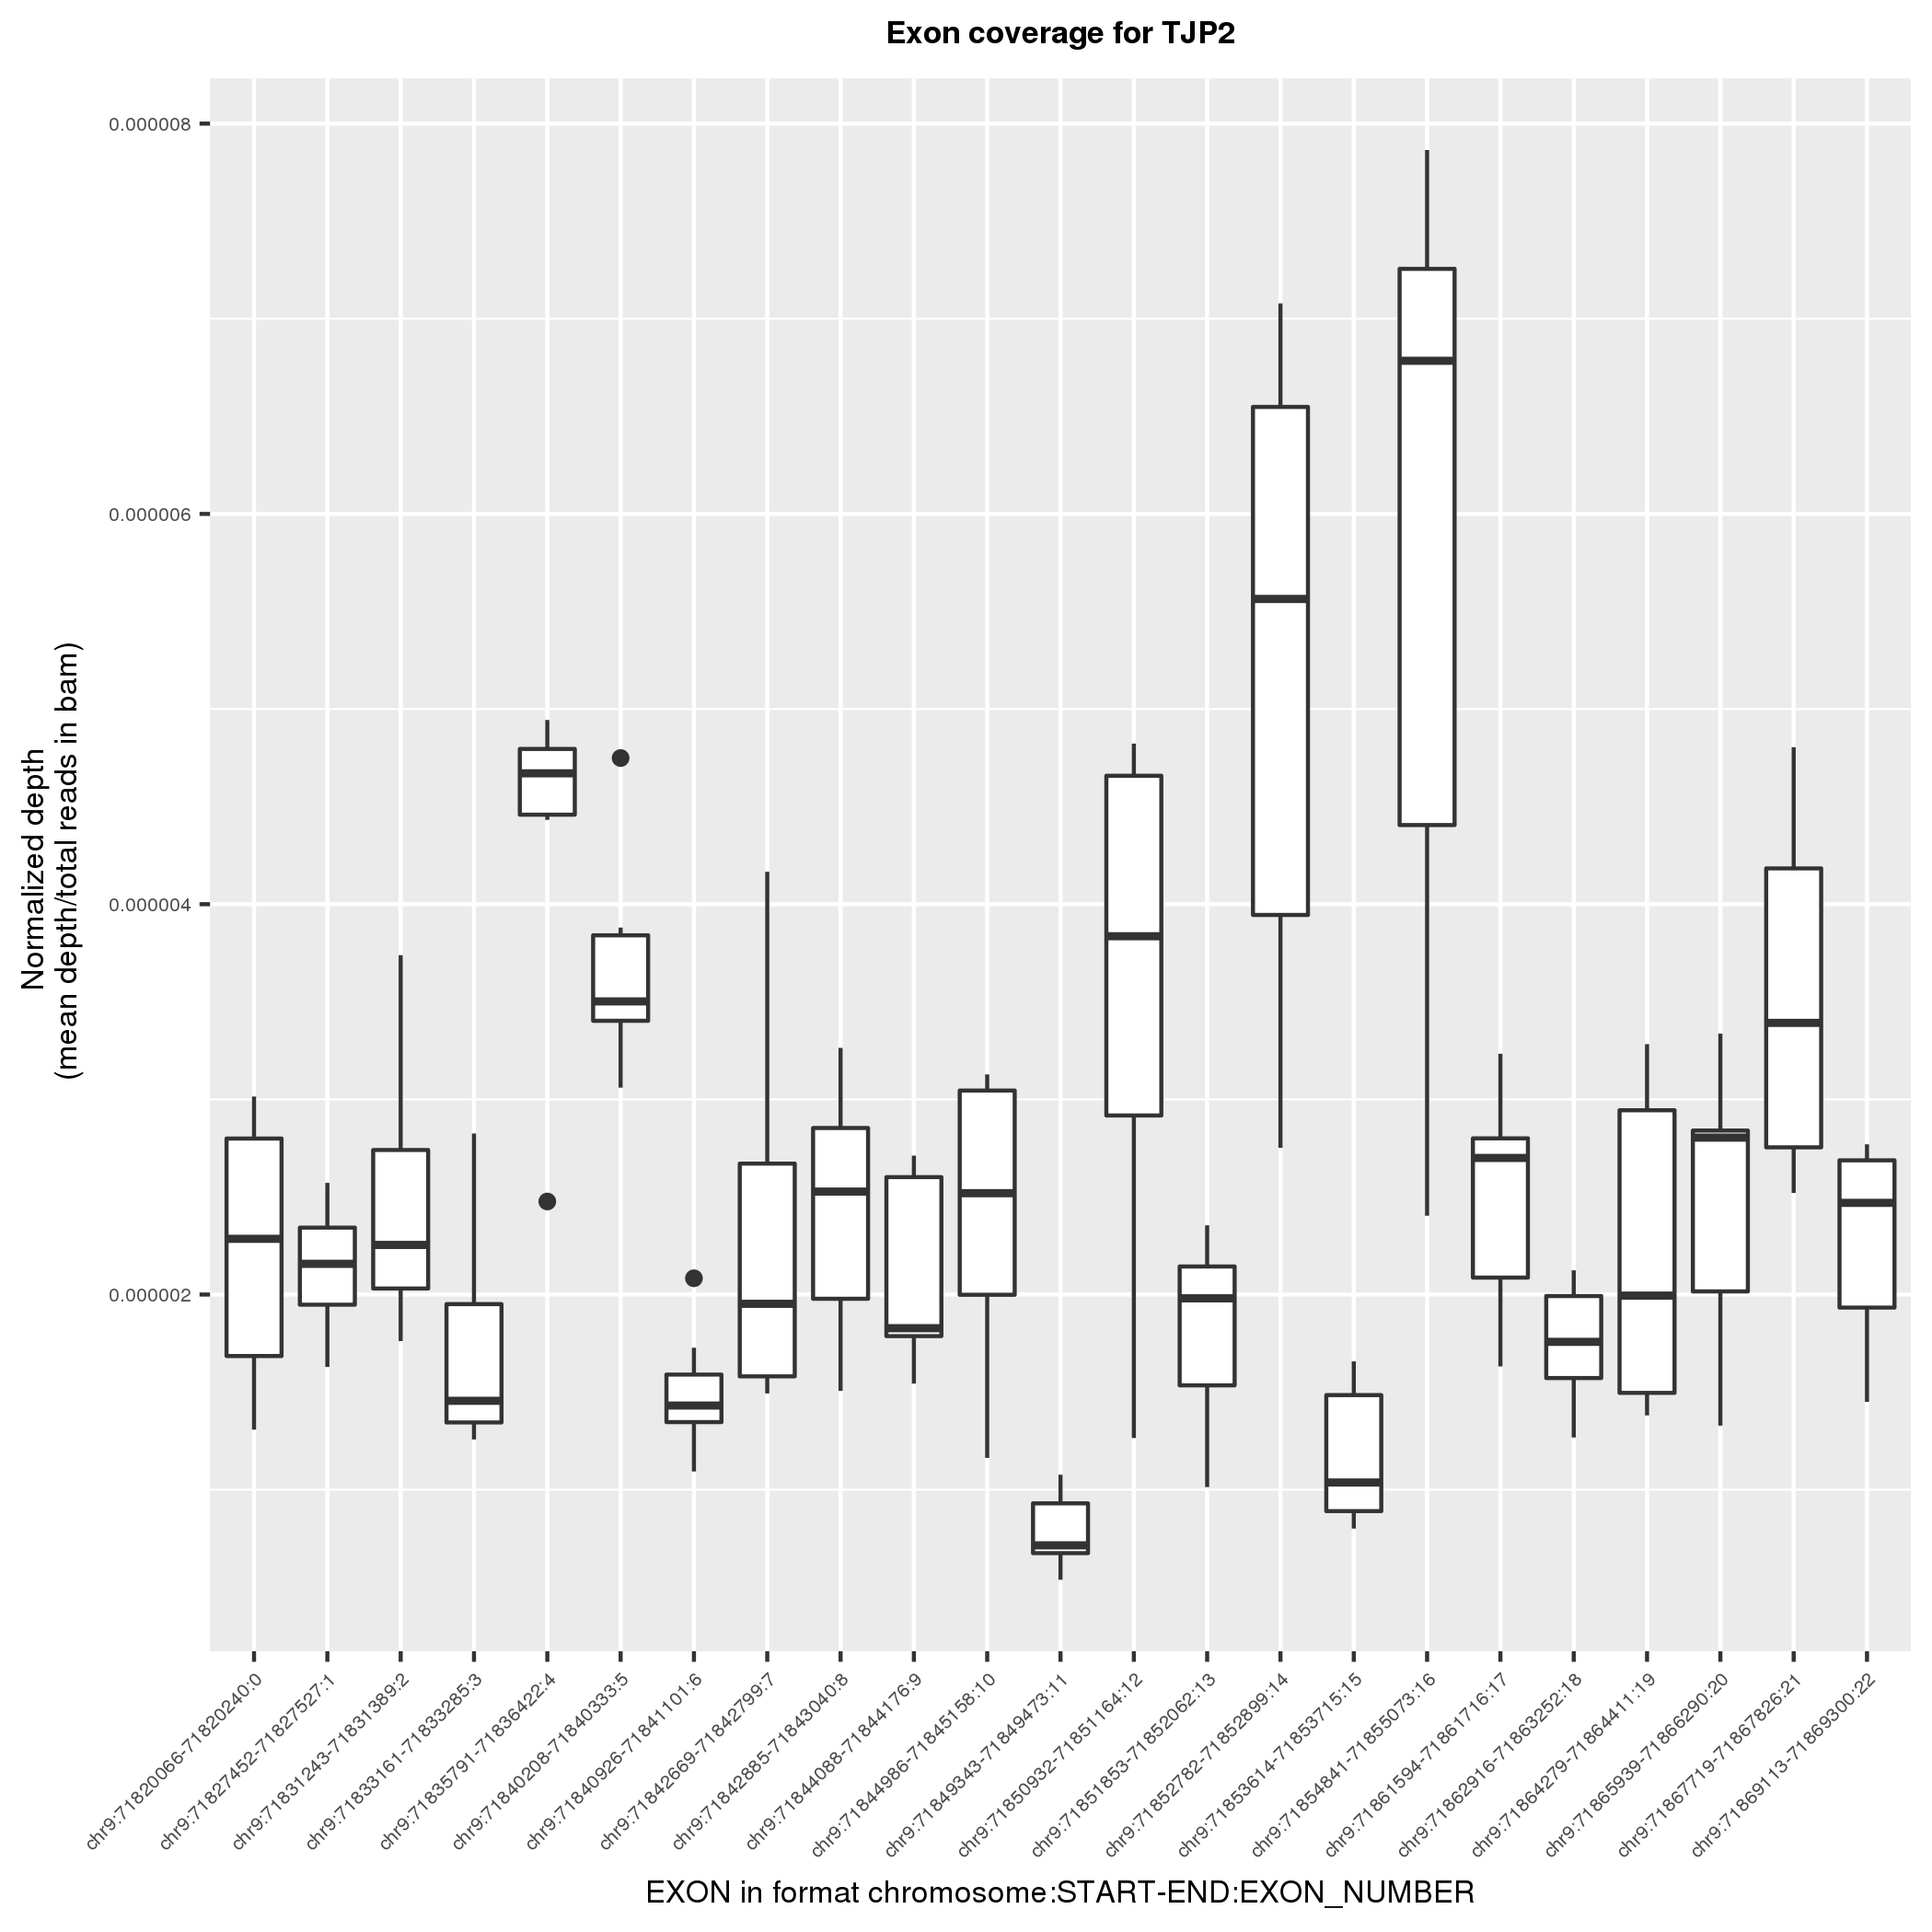 Exon coverage for TJP2
0.000008
0.000006
0.000004
0.000002
Normalized depth
(mean depth/total reads in bam)
chr9:71820066-71820240:0
chr9:71827452-71827527:1
chr9:71831243-71831389:2
chr9:71833161-71833285:3
chr9:71835791-71836422:4
chr9:71840208-71840333:5
chr9:71840926-71841101:6
chr9:71842669-71842799:7
chr9:71842885-71843040:8
chr9:71844088-71844176:9
chr9:71844986-71845158:10
chr9:71849343-71849473:11
chr9:71850932-71851164:12
chr9:71851853-71852062:13
chr9:71852782-71852899:14
chr9:71853614-71853715:15
chr9:71854841-71855073:16
chr9:71861594-71861716:17
chr9:71862916-71863252:18
chr9:71864279-71864411:19
chr9:71865939-71866290:20
chr9:71867719-71867826:21
chr9:71869113-71869300:22
EXON in format chromosome:START-END:EXON_NUMBER